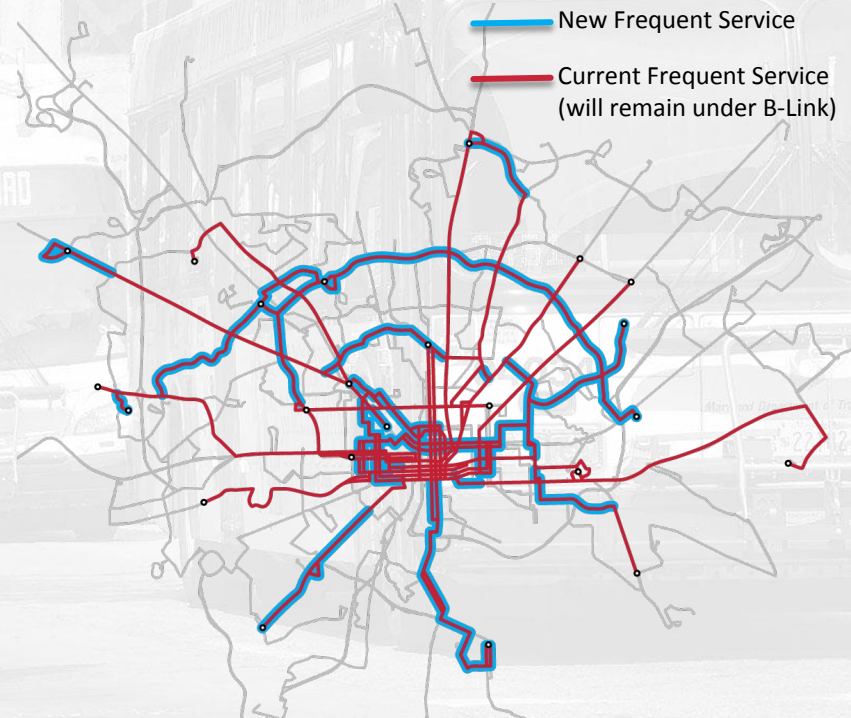 New Frequent Service
Current Frequent Service
(will remain under B-Link)